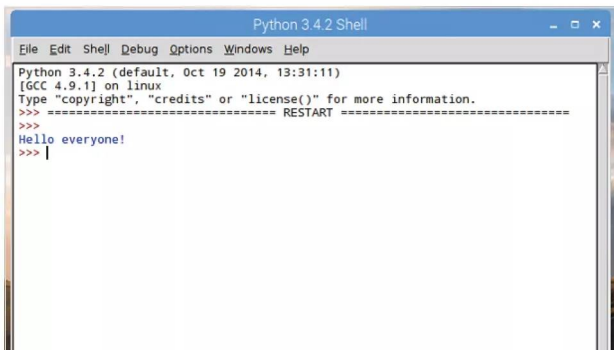 Python 3.4.2 Shell
File Edit Shell Debug Options Windows Help
Python 3.4.2 (default, Oct 19 2014, 13:31:11)
[GCC 4.9.1] on linux
Type "copyright", "credits" or "license()" for more information.
>>> ================================ RESTART ================================
>>>
Hello everyone!
>>>